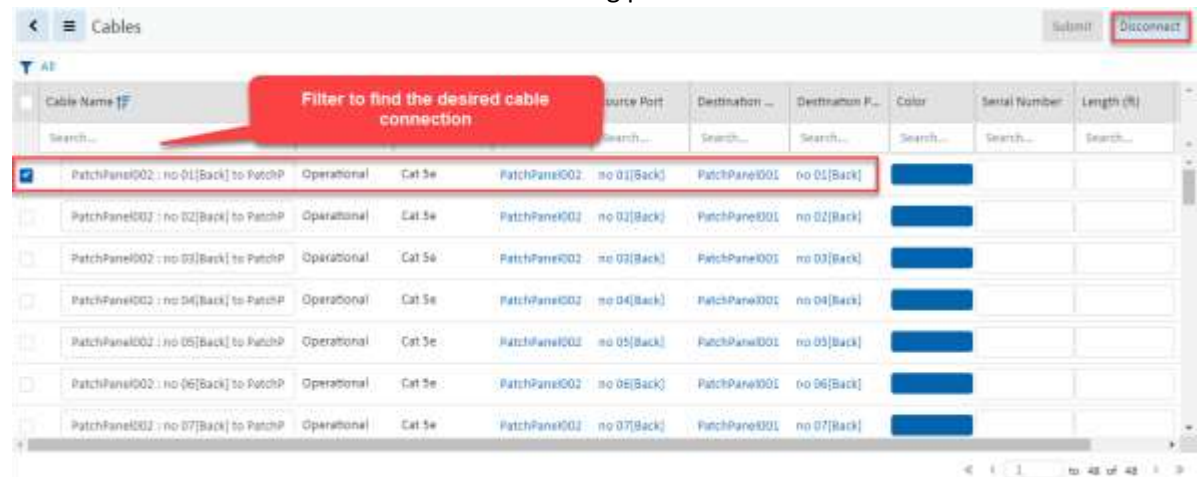 Cables Submit Disconnect
All
Filter to find the desired cable
connection
Cable Name Source Port Destination ... Destination P... Color Serial Number Length (ft)
Search... Search... Search... Search... Search... Search... Search...
PatchPanel002 : no 01[Back] to PatchP Operational Cat 5e PatchPanel002 no 01[Back] PatchPanel001 no 01[Back]
PatchPanel002 : no 02[Back] to PatchP Operational Cat 5e PatchPanel002 no 02[Back] PatchPanel001 no 02[Back]
PatchPanel002 : no 03[Back] to PatchP Operational Cat 5e PatchPanel002 no 03[Back] PatchPanel001 no 03[Back]
PatchPanel002 : no 04[Back] to PatchP Operational Cat 5e PatchPanel002 no 04[Back] PatchPanel001 no 04[Back]
PatchPanel002 : no 05[Back] to PatchP Operational Cat 5e PatchPanel002 no 05[Back] PatchPanel001 no 05[Back]
PatchPanel002 : no 06[Back] to PatchP Operational Cat 5e PatchPanel002 no 06[Back] PatchPanel001 no 06[Back]
PatchPanel002 : no 07[Back] to PatchP Operational Cat 5e PatchPanel002 no 07[Back] PatchPanel001 no 07[Back]
1 to 48 of 48